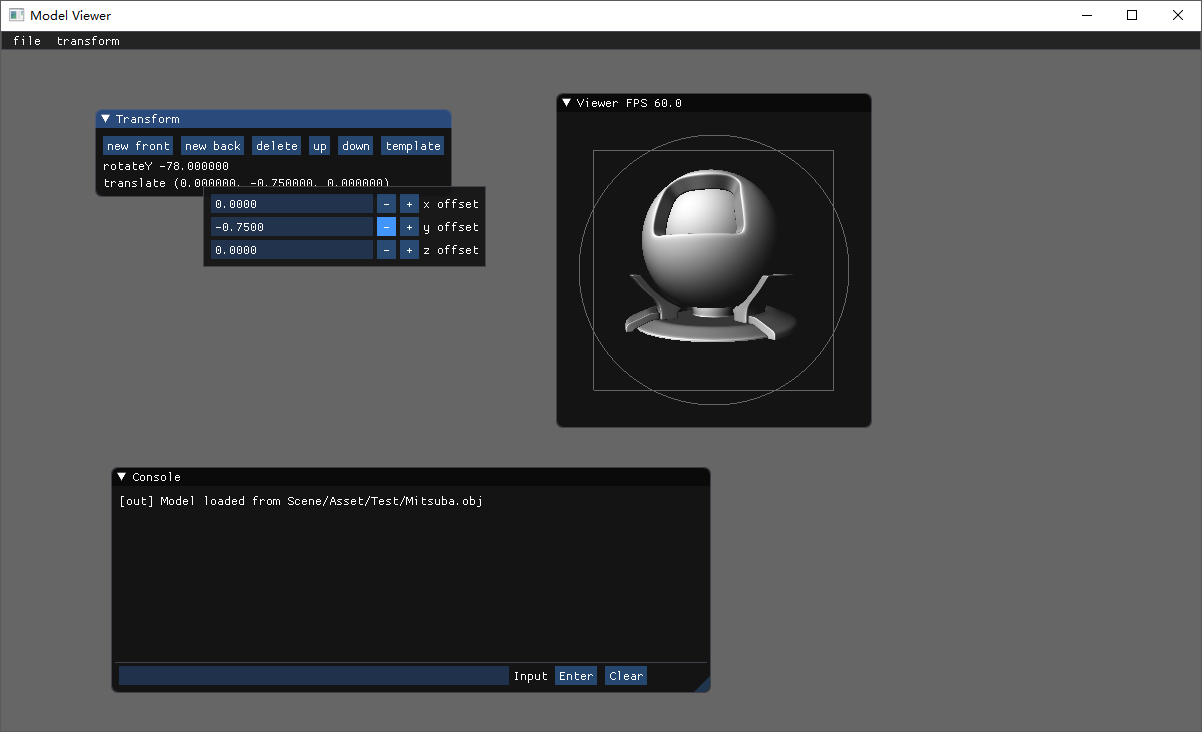 Model Viewer
file transform
Transform
new front new back delete up down template
rotateY -78.000000
translate (0.000000, -0.750000, 0.000000)
0.0000 - + x offset
-0.7500 - + y offset
0.0000 - + z offset
Viewer FPS 60.0
Console
[out] Model loaded from Scene/Asset/Test/Mitsuba.obj
Input Enter Clear